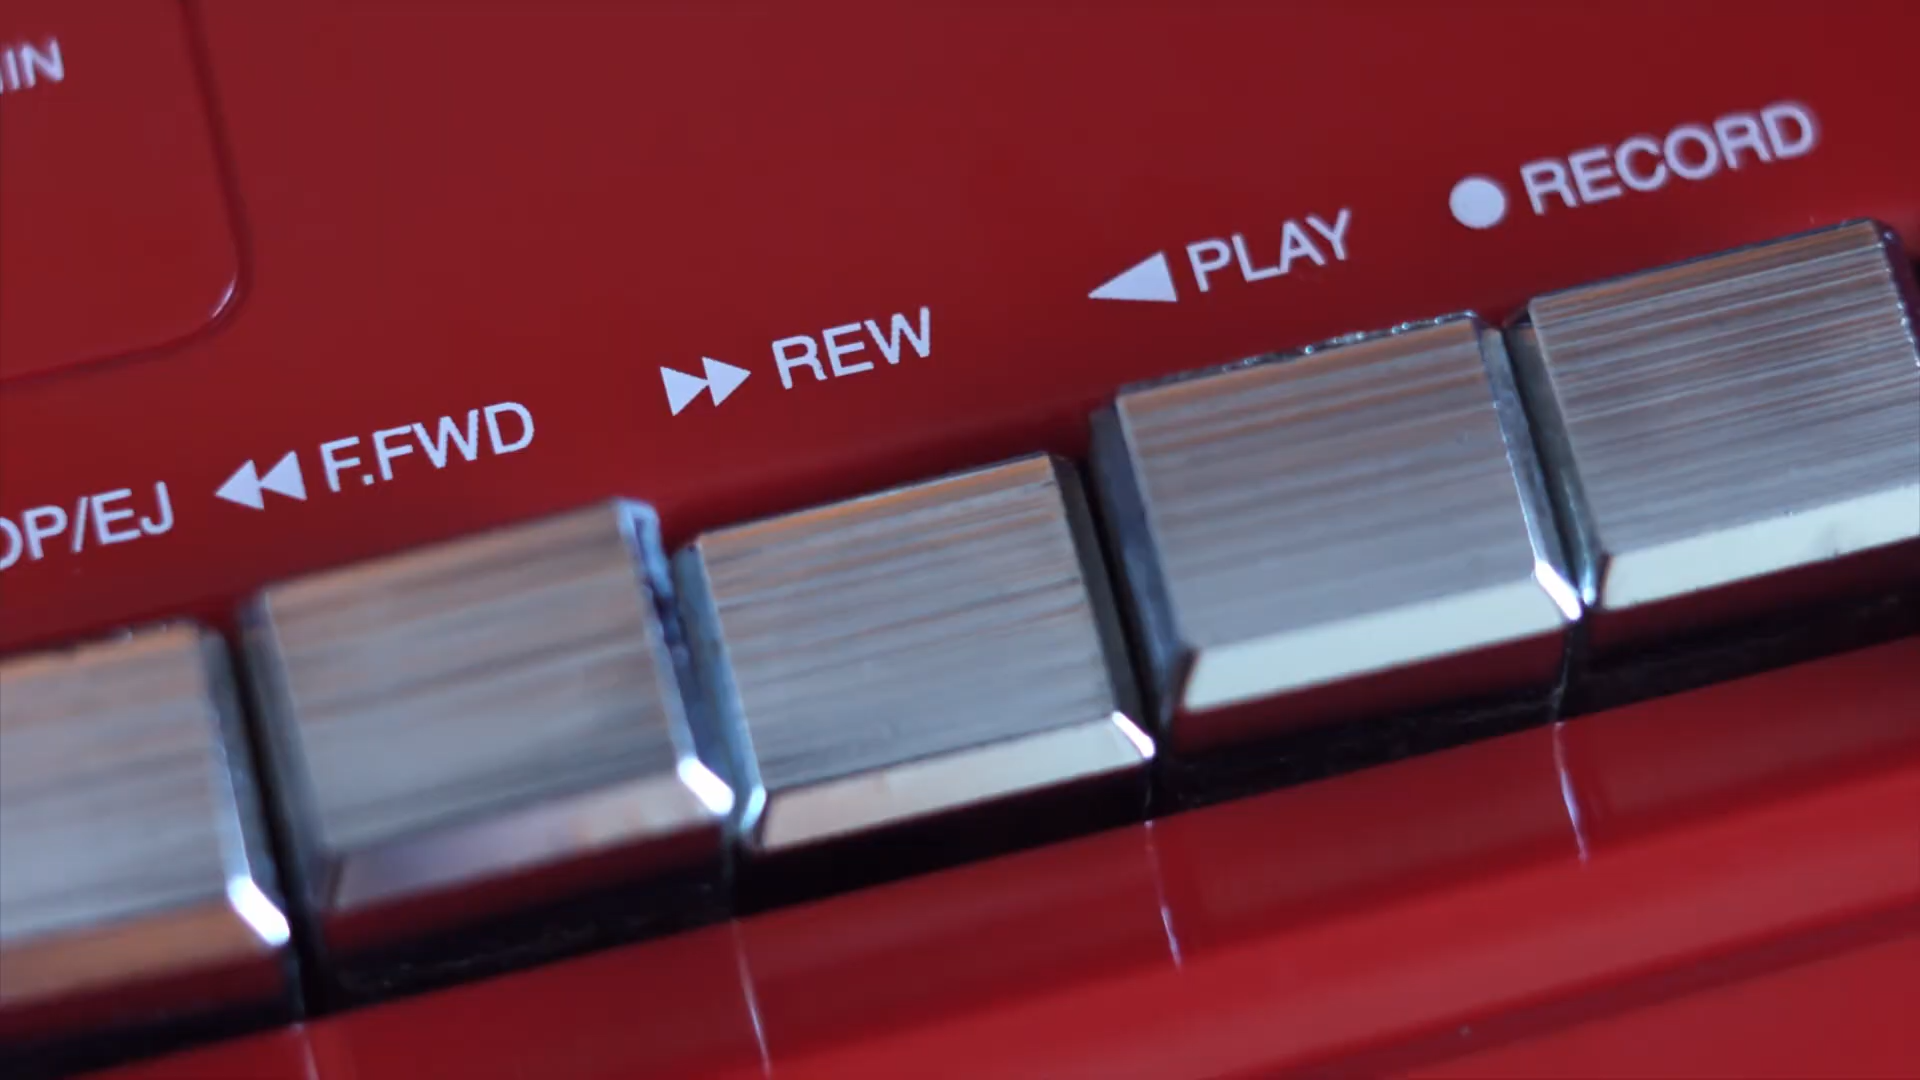 IN
OP/EJ ◀◀ F.FWD ▶▶ REW ◀ PLAY ● RECORD